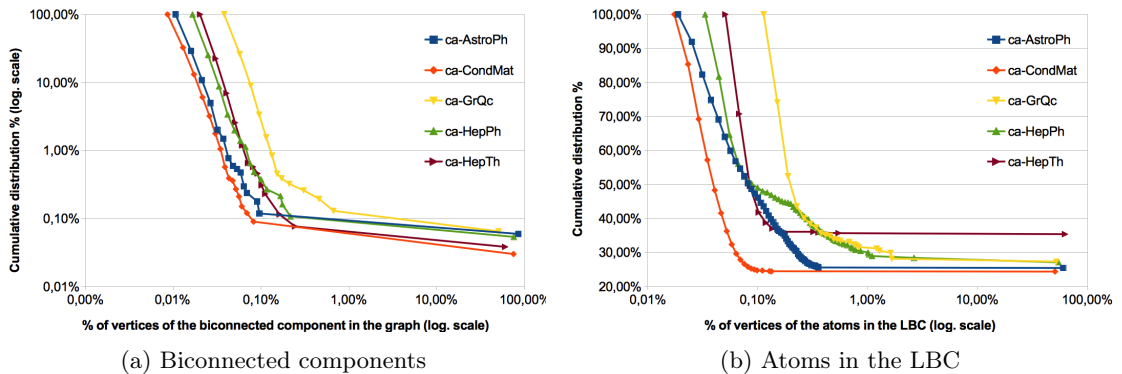 100,00%
10,00%
1,00%
0,10%
0,01%
0,00%
0,01%
0,10%
1,00%
10,00%
100,00%
Cumulative distribution % (log. scale)
% of vertices of the biconnected component in the graph (log. scale)
ca-AstroPh
ca-CondMat
ca-GrQc
ca-HepPh
ca-HepTh
(a) Biconnected components
100,00%
90,00%
80,00%
70,00%
60,00%
50,00%
40,00%
30,00%
20,00%
0,01%
0,10%
1,00%
10,00%
100,00%
Cumulative distribution %
% of vertices of the atoms in the LBC (log. scale)
ca-AstroPh
ca-CondMat
ca-GrQc
ca-HepPh
ca-HepTh
(b) Atoms in the LBC